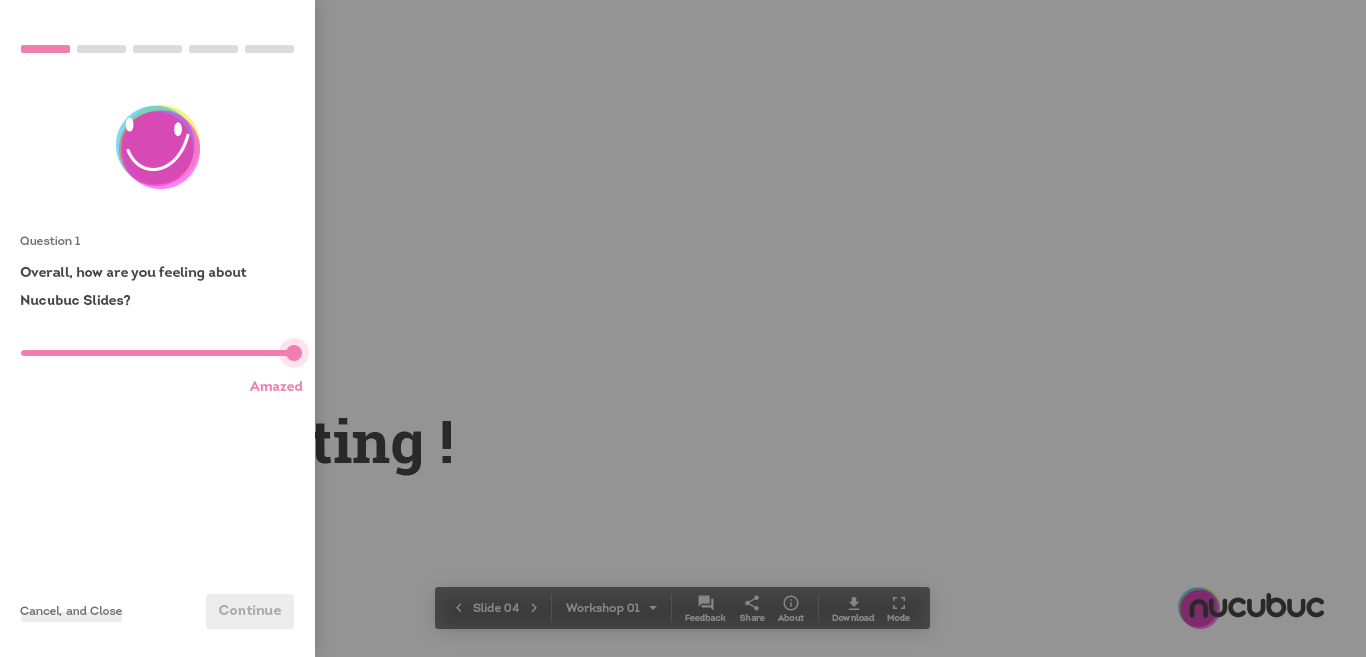 Question 1
Overall, how are you feeling about
Nucubuc Slides?
Amazed
ting !
Cancel, and Close
Continue
Slide 04
Workshop 01
Feedback
Share
About
Download
Mode
nucubuc